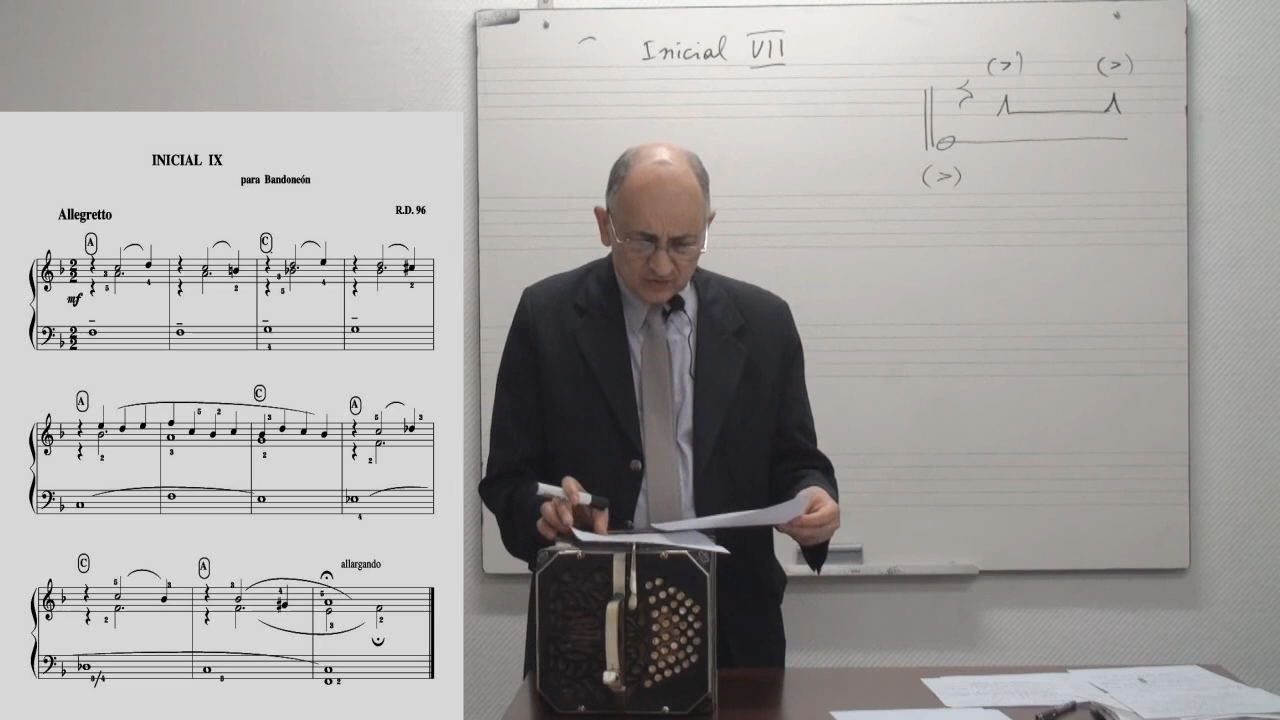 INICIAL IX
para Bandoneón
Allegretto
R.D. 96
A
C
mf
A
C
A
C
A
allargando
Inicial VII
(>)
(>)
(>)